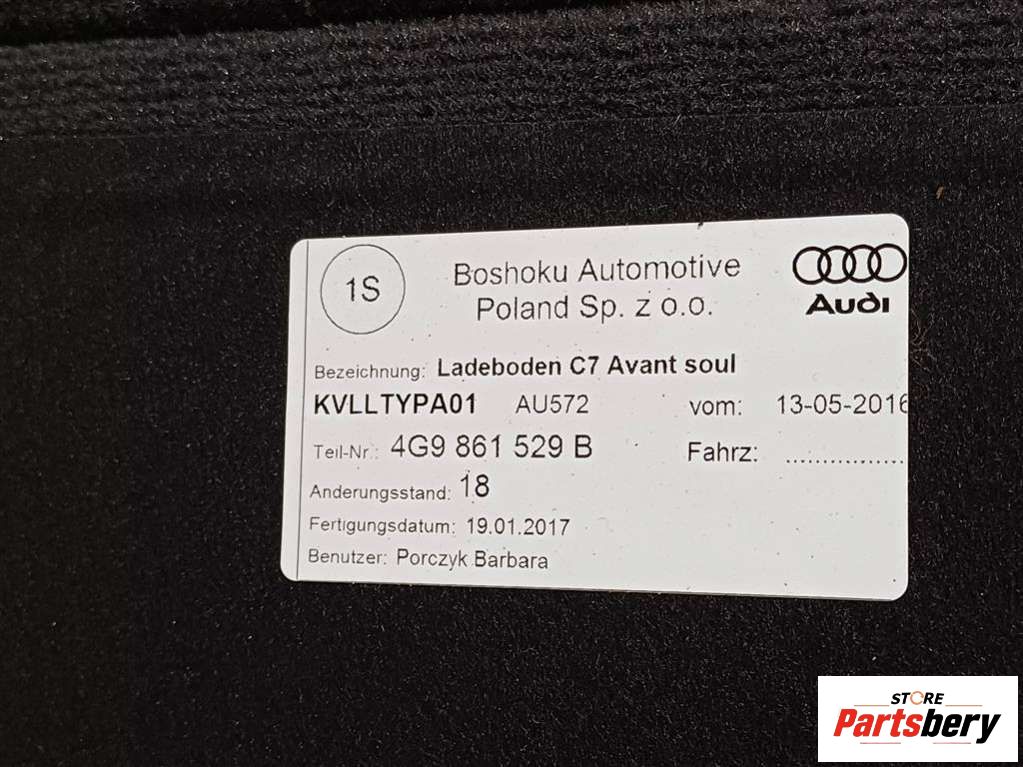 1S
Boshoku Automotive
Poland Sp. z o.o.
Audi
Bezeichnung: Ladeboden C7 Avant soul
KVLLTYPA01 AU572 vom: 13-05-2016
Teil-Nr.: 4G9 861 529 B Fahrz: ..................
Anderungsstand: 18
Fertigungsdatum: 19.01.2017
Benutzer: Porczyk Barbara
STORE
Partsbery